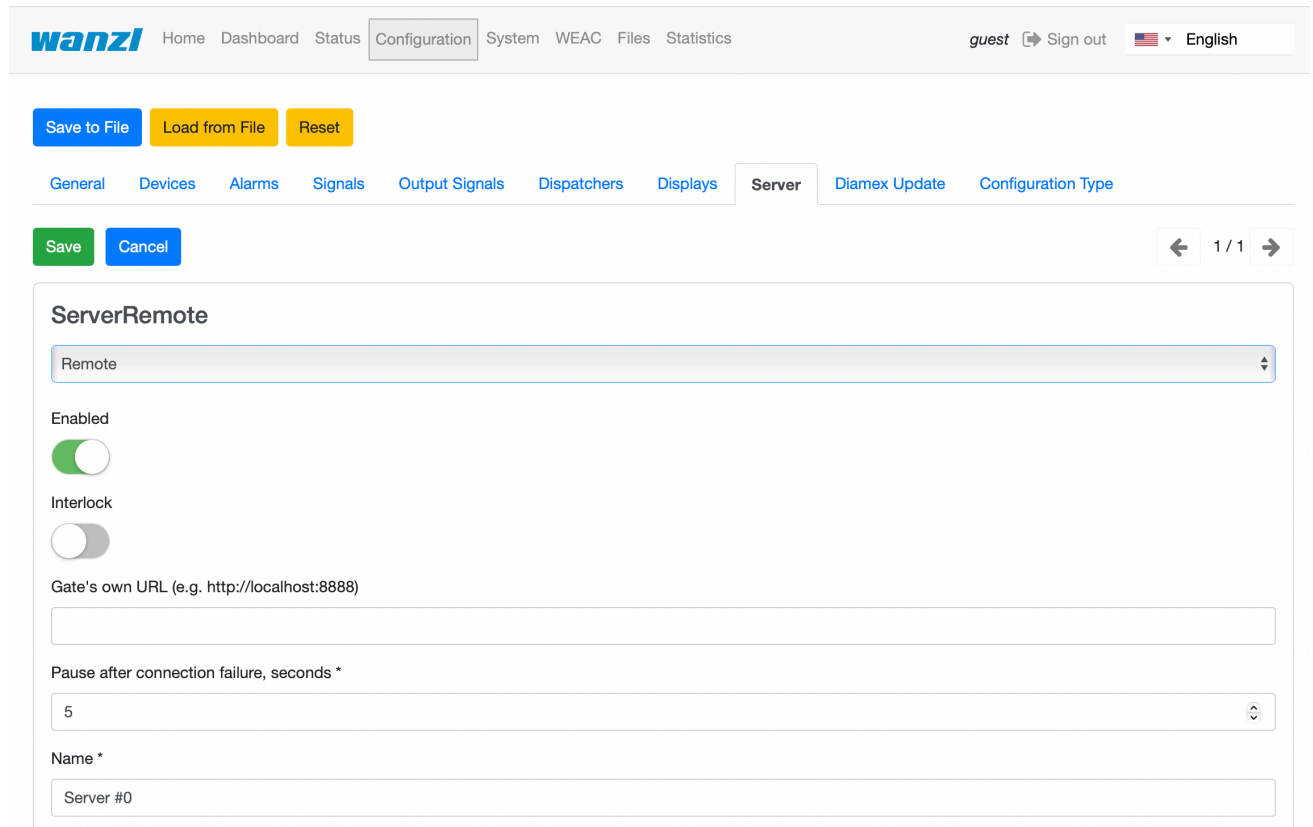 wanzl Home Dashboard Status Configuration System WEAC Files Statistics guest Sign out English
Save to File Load from File Reset
General Devices Alarms Signals Output Signals Dispatchers Displays Server Diamex Update Configuration Type
Save Cancel 1 / 1
ServerRemote
Remote
Enabled
Interlock
Gate's own URL (e.g. http://localhost:8888)
Pause after connection failure, seconds *
5
Name *
Server #0